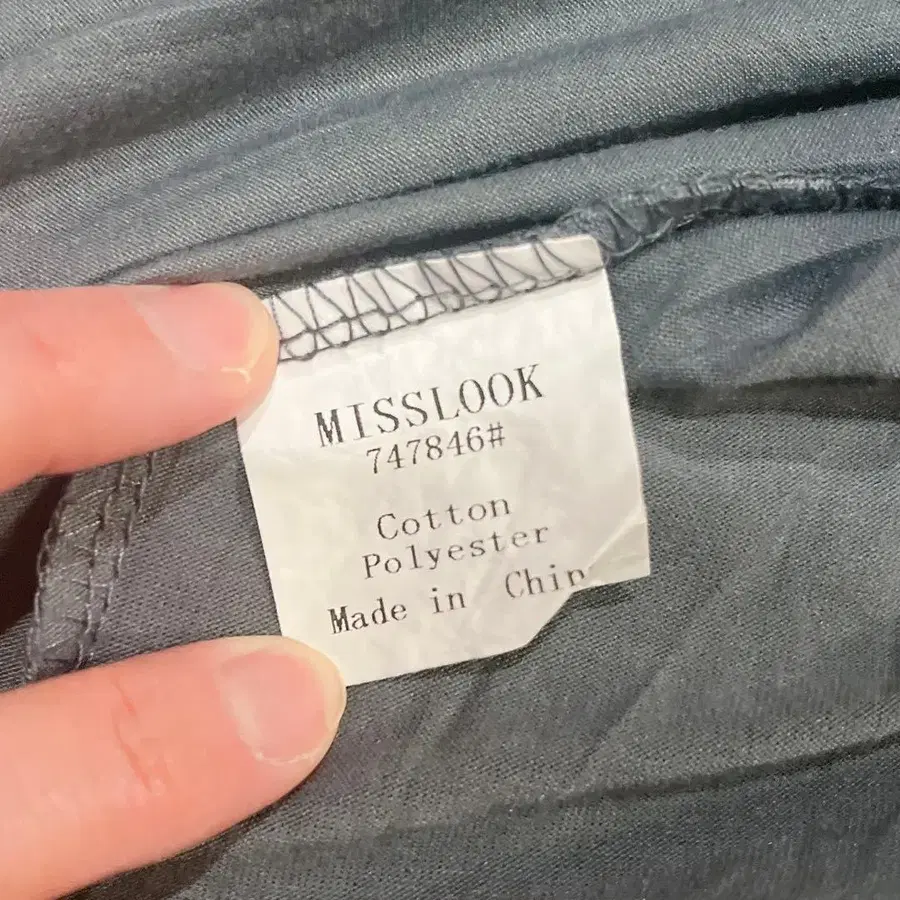 MISSLOOK
747846#
Cotton
Polyester
Made in Chin